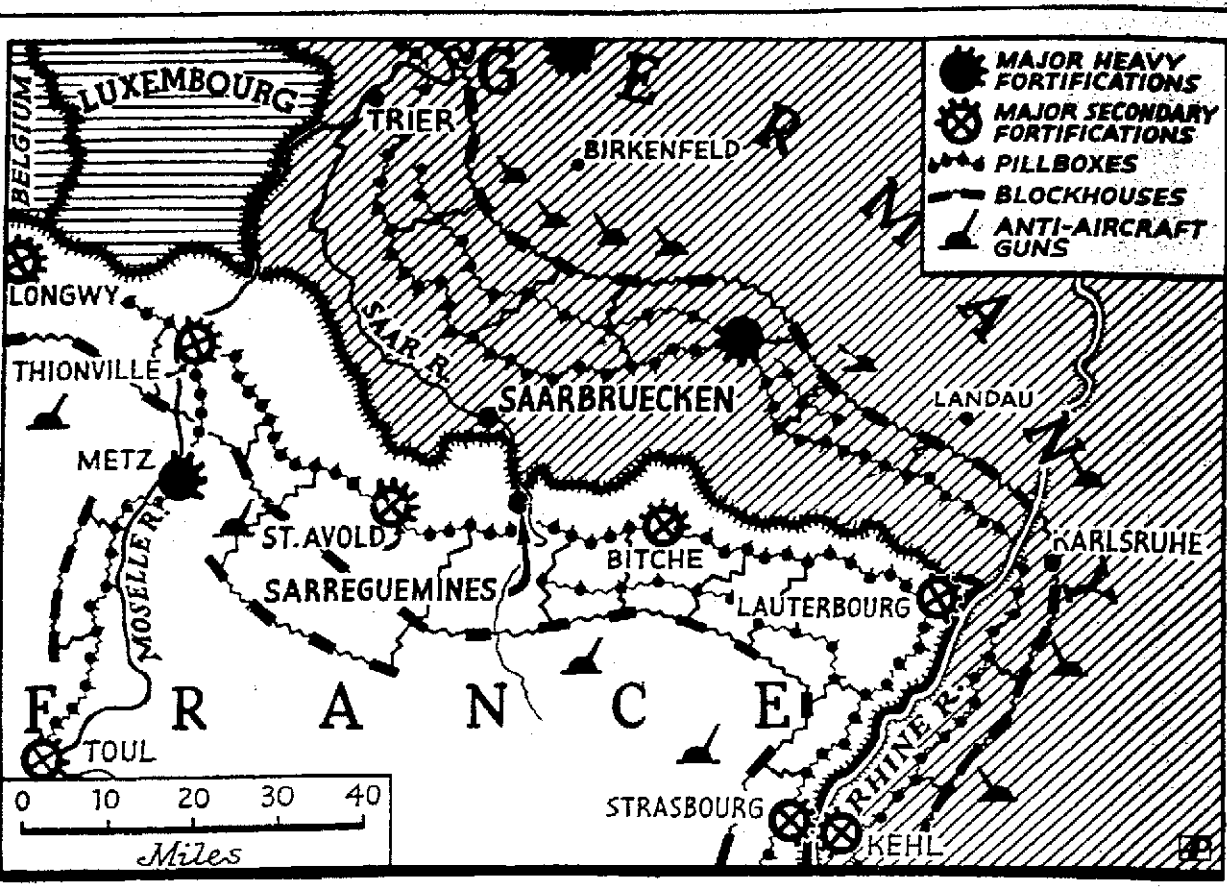 BELGIUM
LUXEMBOURG
GERMANY
TRIER
BIRKENFELD
MAJOR HEAVY
FORTIFICATIONS
MAJOR SECONDARY
FORTIFICATIONS
PILLBOXES
BLOCKHOUSES
ANTI-AIRCRAFT
GUNS
LONGWY
THIONVILLE
SAAR R.
SAARBRUECKEN
LANDAU
METZ
ST. AVOLD
BITCHE
KARLSRUHE
SARREGUEMINES
LAUTERBOURG
MOSELLE R.
FRANCE
TOUL
RHINE R.
STRASBOURG
KEHL
0 10 20 30 40
Miles